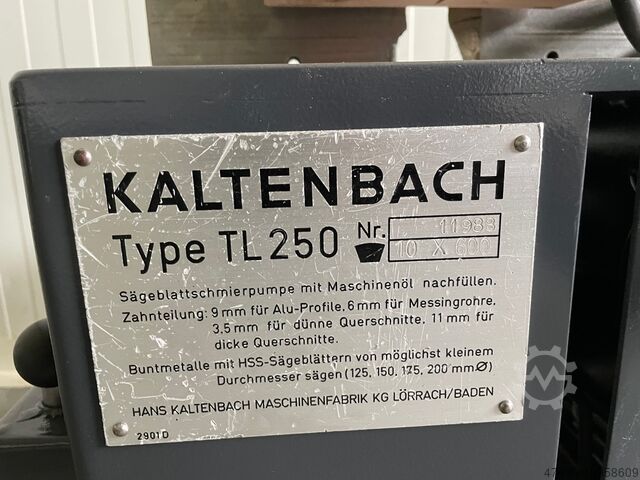 KALTENBACH
Type TL 250 Nr. 11983
10 X 600
Sägeblattschmierpumpe mit Maschinenöl nachfüllen.
Zahnteilung: 9 mm für Alu-Profile, 6 mm für Messingrohre,
3,5 mm für dünne Querschnitte, 11 mm für
dicke Querschnitte.
Buntmetalle mit HSS-Sägeblättern von möglichst kleinem
Durchmesser sägen (125, 150, 175, 200 mm Ø)
HANS KALTENBACH MASCHINENFABRIK KG LÖRRACH/BADEN
2901D